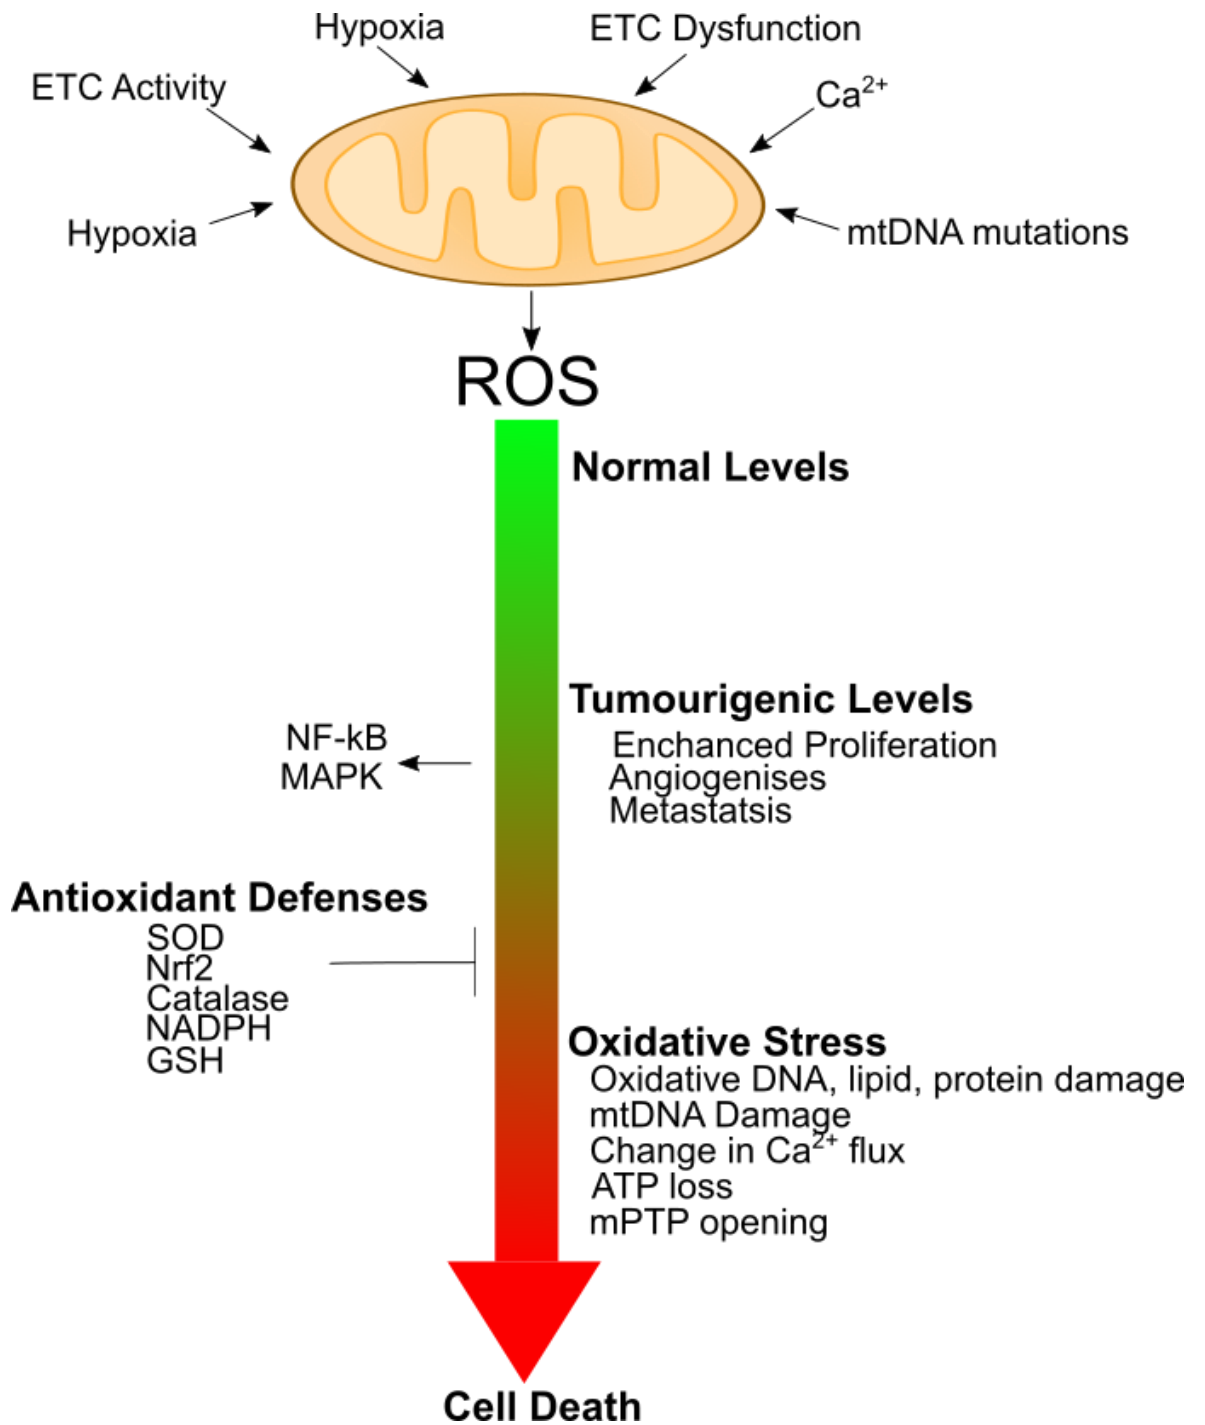 Hypoxia
ETC Dysfunction
ETC Activity
Ca²⁺
Hypoxia
mtDNA mutations
ROS
Normal Levels
Tumourigenic Levels
Enchanced Proliferation
Angiogenises
Metastatsis
NF-kB
MAPK
Antioxidant Defenses
SOD
Nrf2
Catalase
NADPH
GSH
Oxidative Stress
Oxidative DNA, lipid, protein damage
mtDNA Damage
Change in Ca²⁺ flux
ATP loss
mPTP opening
Cell Death